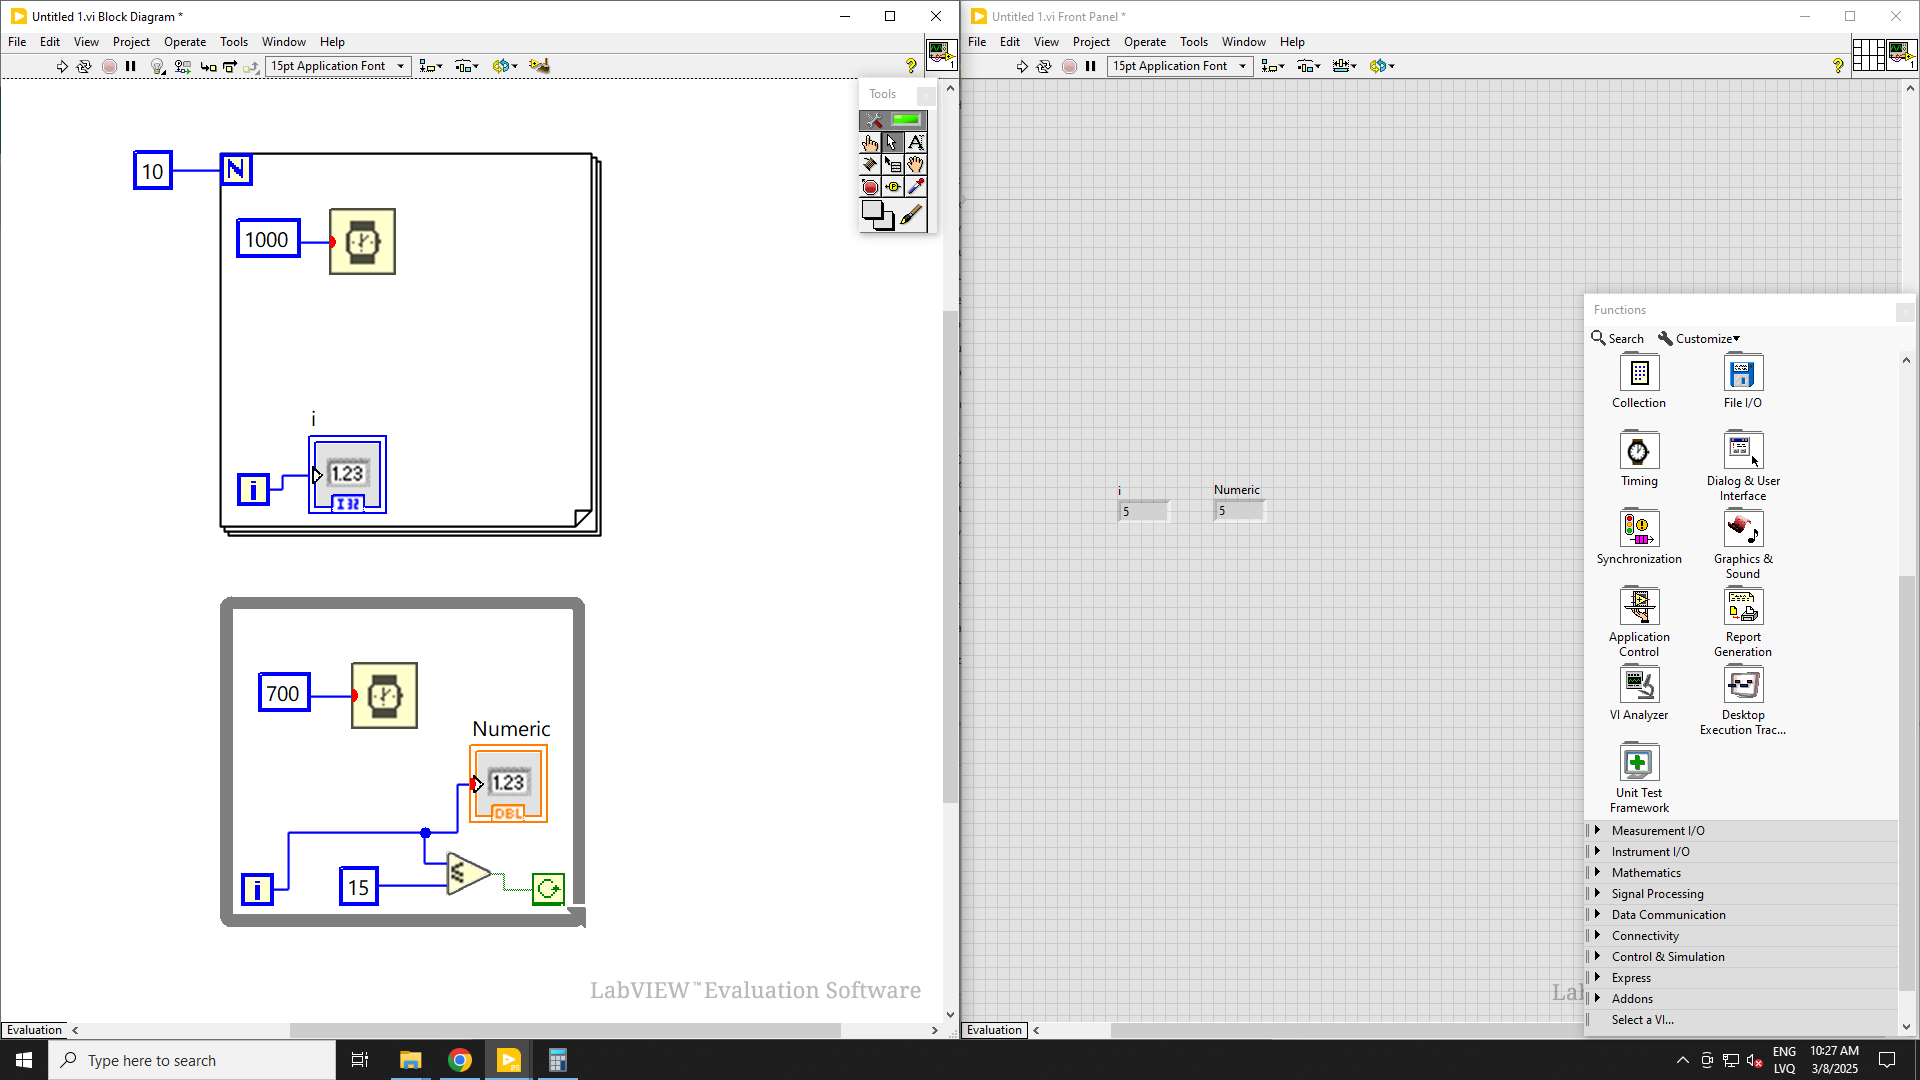 Untitled 1.vi Block Diagram *
File Edit View Project Operate Tools Window Help
15pt Application Font
1
Tools
10
N
1000
i
1.23
I32
i
700
Numeric
1.23
DBL
i
15
LabVIEW™ Evaluation Software
Evaluation
Untitled 1.vi Front Panel *
File Edit View Project Operate Tools Window Help
15pt Application Font
1
i
5
Numeric
5
Lal
Evaluation
Functions
Search Customize
Collection
File I/O
Timing
Dialog & User
Interface
Synchronization
Graphics &
Sound
Application
Control
Report
Generation
VI Analyzer
Desktop
Execution Trac...
Unit Test
Framework
Measurement I/O
Instrument I/O
Mathematics
Signal Processing
Data Communication
Connectivity
Control & Simulation
Express
Addons
Select a VI...
Type here to search
ENG
LVQ
10:27 AM
3/8/2025